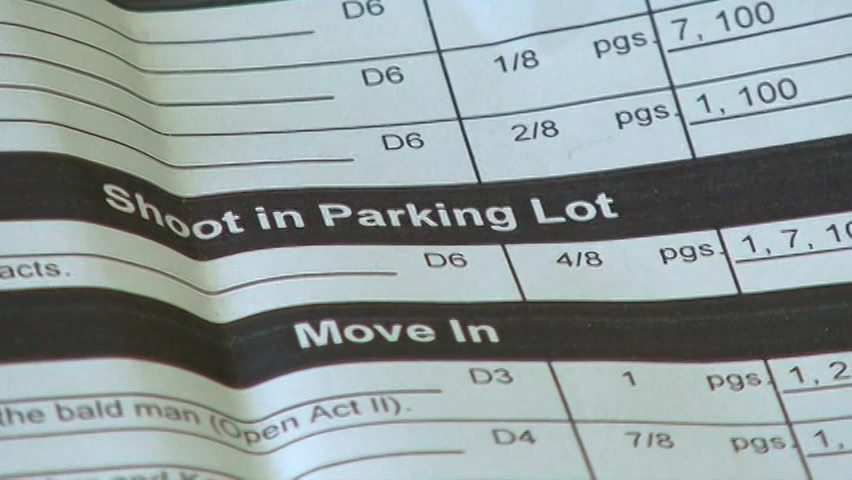 D6
D6 1/8 pgs. 7, 100
D6 2/8 pgs. 1, 100
Shoot in Parking Lot
acts. D6 4/8 pgs. 1, 7,
Move In
D3 1 pgs. 1, 2
the bald man (Open Act II).
D4 7/8 pgs. 1,